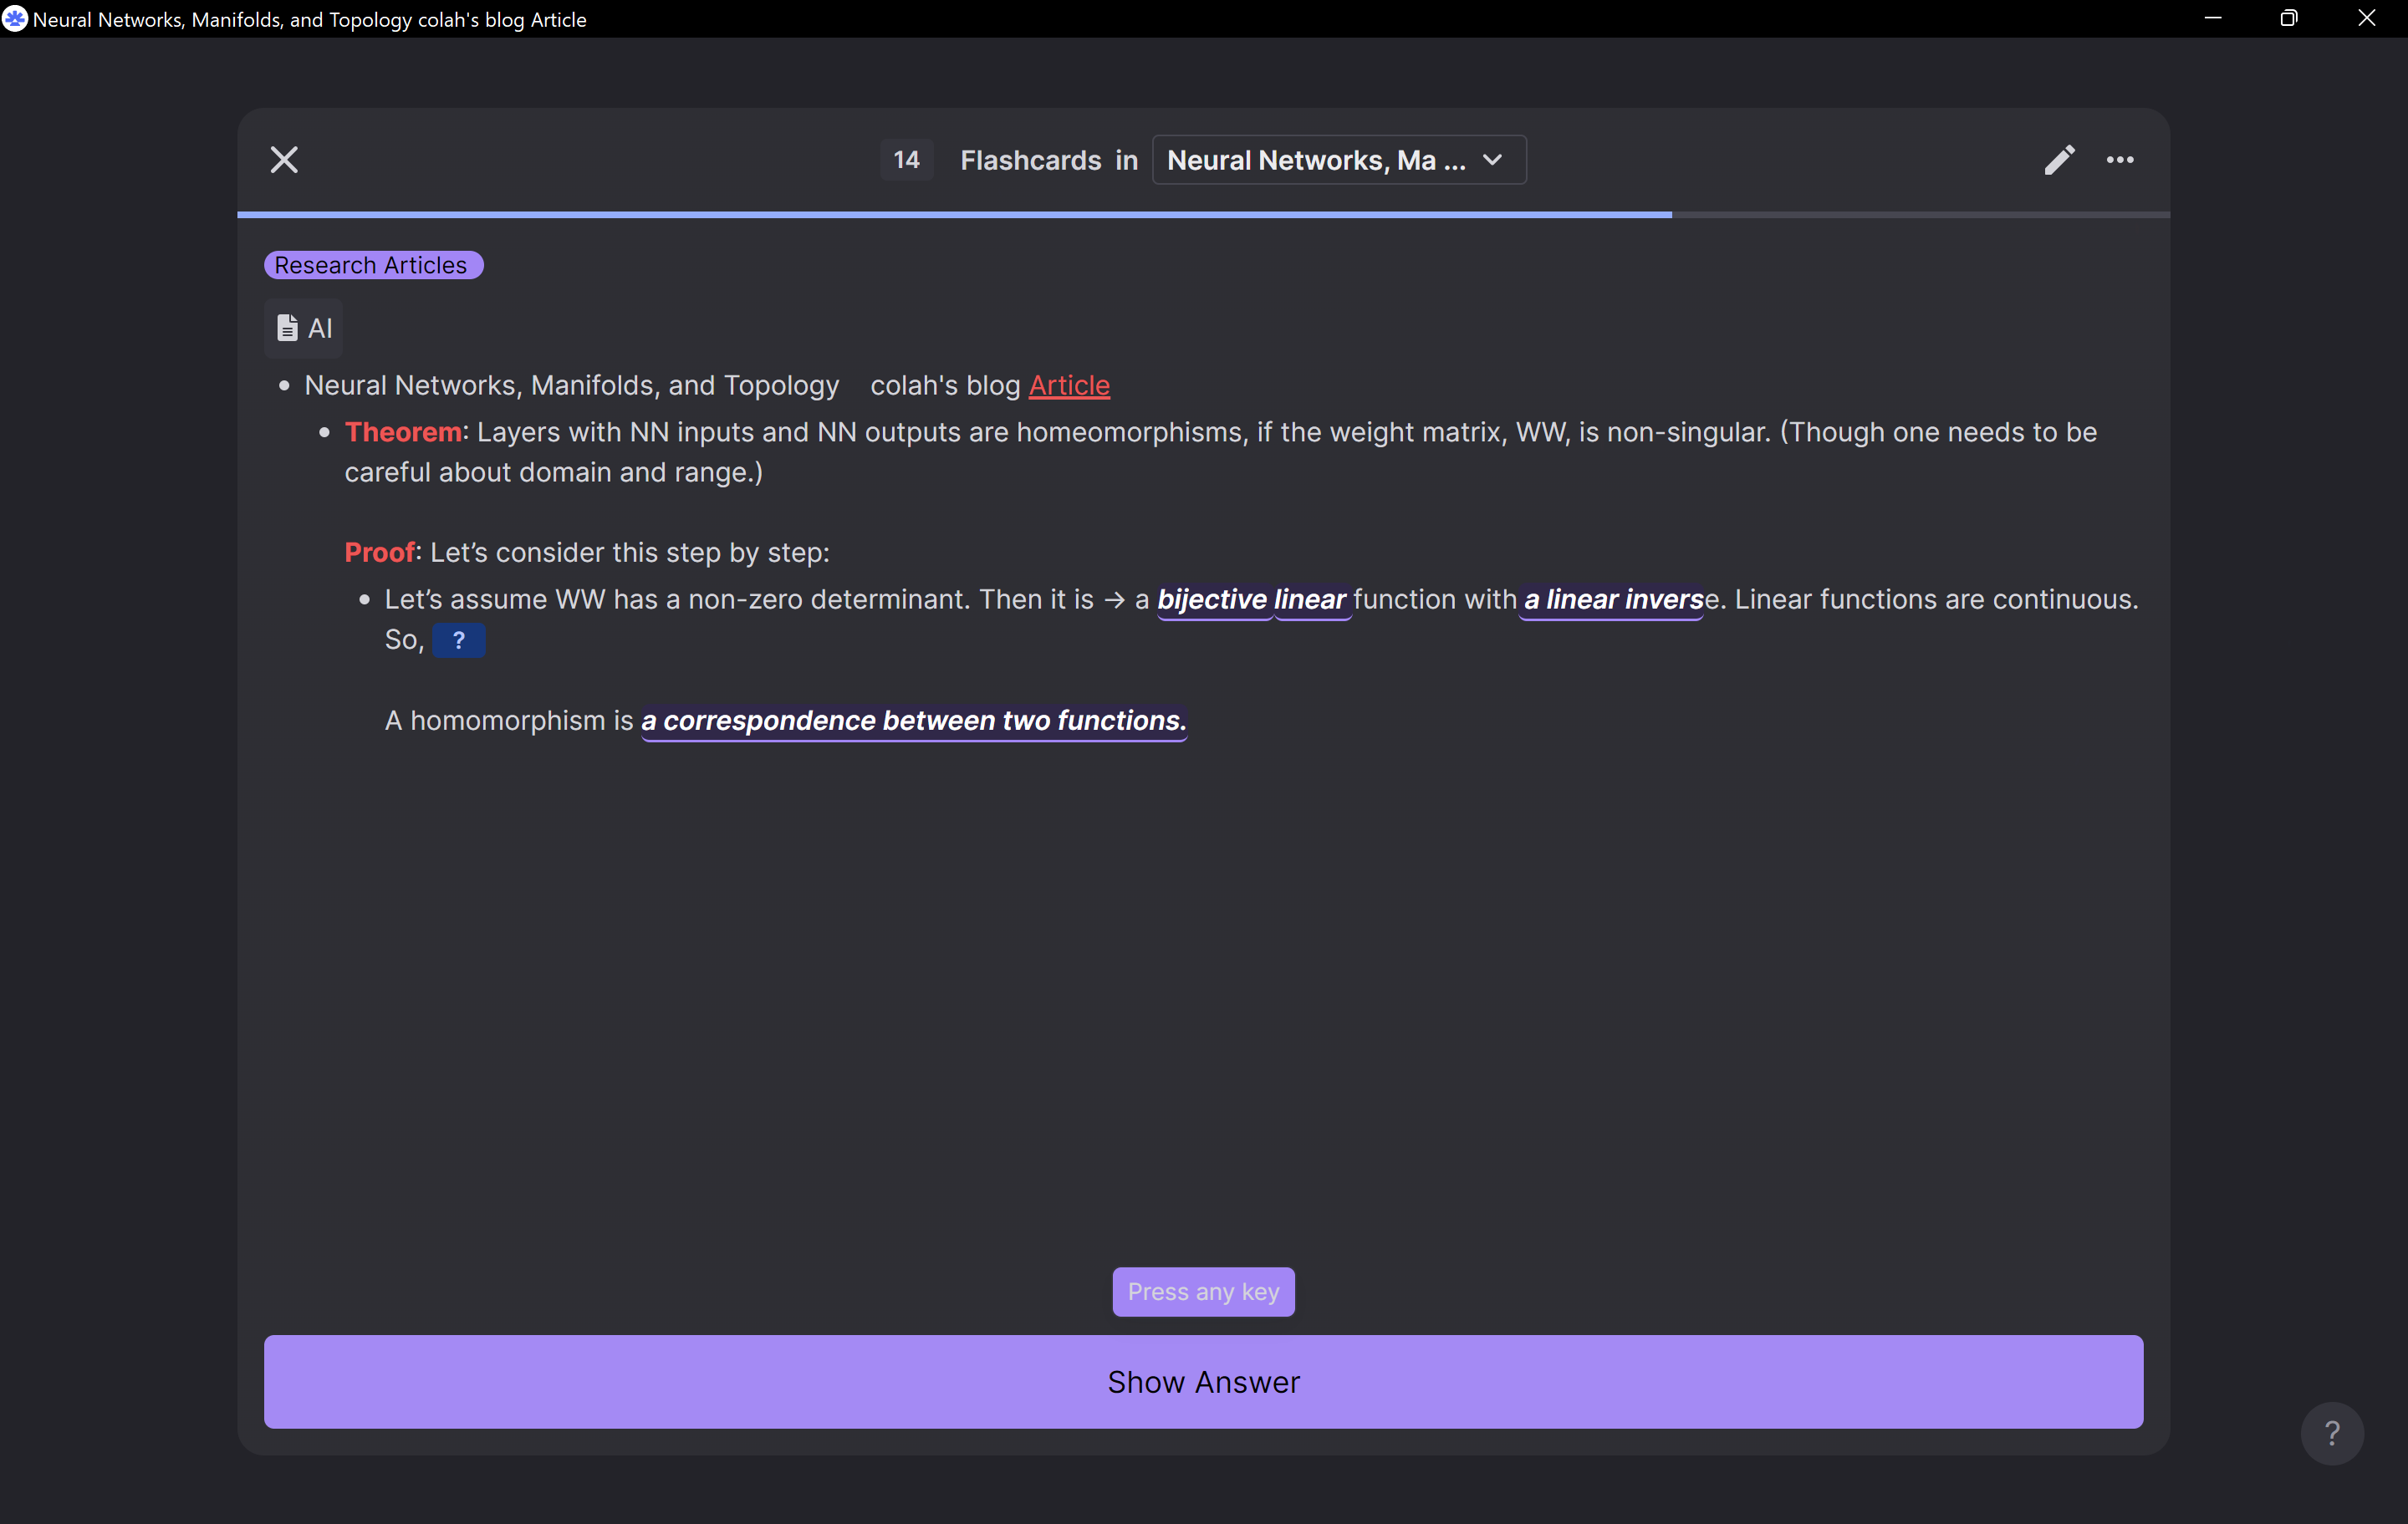 Neural Networks, Manifolds, and Topology colah's blog Article
14 Flashcards in Neural Networks, Ma ...
Research Articles
AI
Neural Networks, Manifolds, and Topology colah's blog Article
Theorem: Layers with NN inputs and NN outputs are homeomorphisms, if the weight matrix, WW, is non-singular. (Though one needs to be
careful about domain and range.)
Proof: Let’s consider this step by step:
Let’s assume WW has a non-zero determinant. Then it is → a bijective linear function with a linear inverse. Linear functions are continuous.
So, ?
A homomorphism is a correspondence between two functions.
Press any key
Show Answer
?